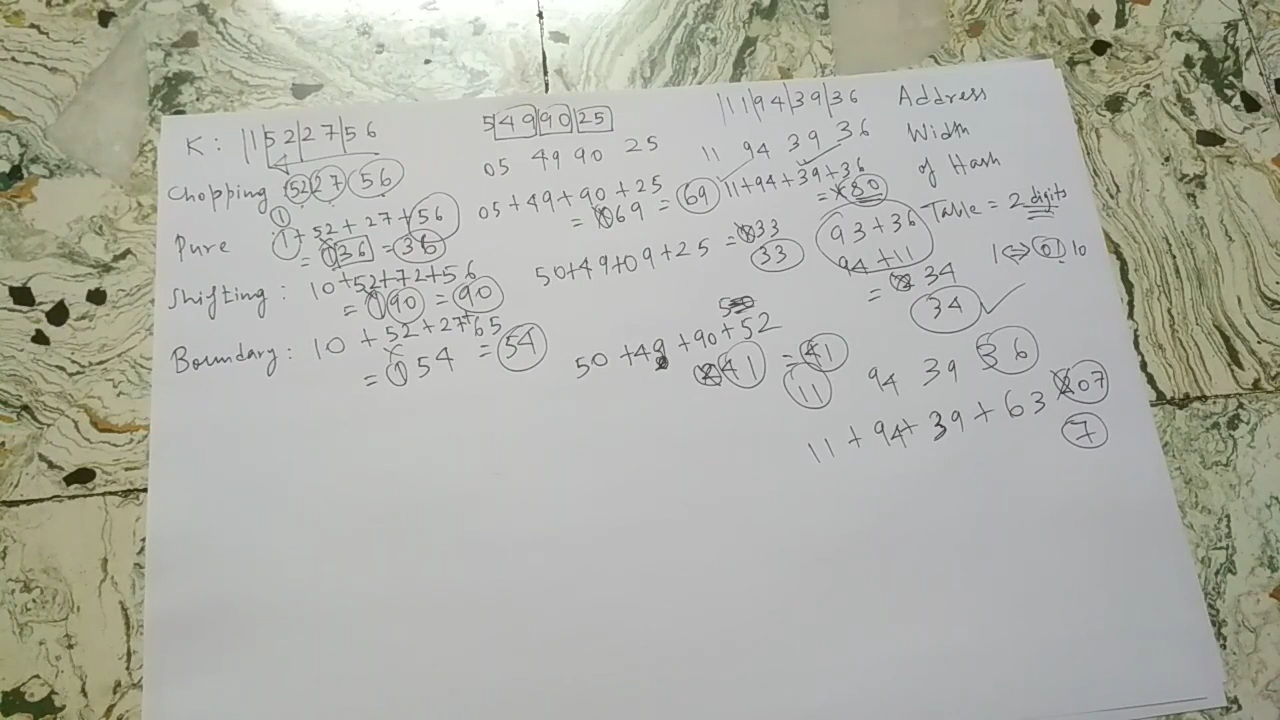 K: 1|52|27|56 5|49|90|25 |11|94|39|36 Address
05 49 90 25 11 94 39 36 Width
Chopping 52 27 56 of Hash
Pure 1+52+27+56 05+49+90+25 11+94+39+36 Table = 2 digits
= 136 = 36 = 169 = 69 = 80
Shifting: 10+52+72+56 50+49+09+25 = 133 93+36 1⇔01 10
= 190 = 90 33 94+11
= 234
34
Boundary: 10+52+27+65 50+49+90+52
= 154 = 54 241 = 41
11 94 39 36
11+94+39+63 207
7